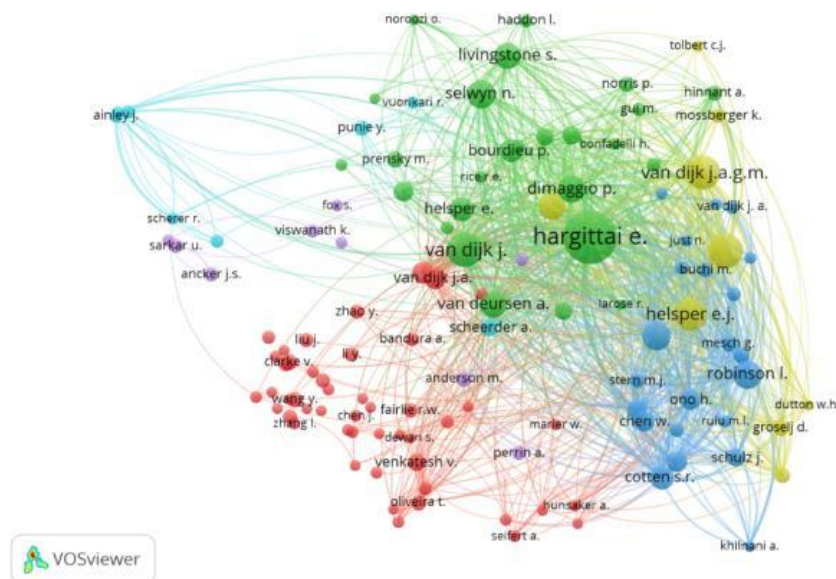 noroozi o.
haddon l.
tolbert c.j.
livingstone s.
selwyn n.
norris p.
hinnant a.
vuorikari r.
gui m.
mossberger k.
ainley j.
punie y.
bourdieu p.
bonfadelli h.
prensky m.
rice r.e.
van dijk j.a.g.m.
dimaggio p.
fox s.
helsper e.
van dijk j. a.
scherer r.
viswanath k.
sarkar u.
hargittai e.
just n.
van dijk j.
buchi m.
ancker j.s.
van dijk j.a.
van deursen a.
larose r.
zhao y.
helsper e.j.
scheerder a.
liu j.
bandura a.
mesch g.
li y.
clarke v.
anderson m.
robinson l.
stern m.j.
wang y.
ono h.
dutton w.h.
chen j.
fairlie r.w.
zhang l.
marler w.
chen w.
ruiu m.l.
groselj d.
dewan s.
perrin a.
venkatesh v.
schulz j.
cotten s.r.
oliveira t.
hunsaker a.
seifert a.
khilnani a.
VOSviewer